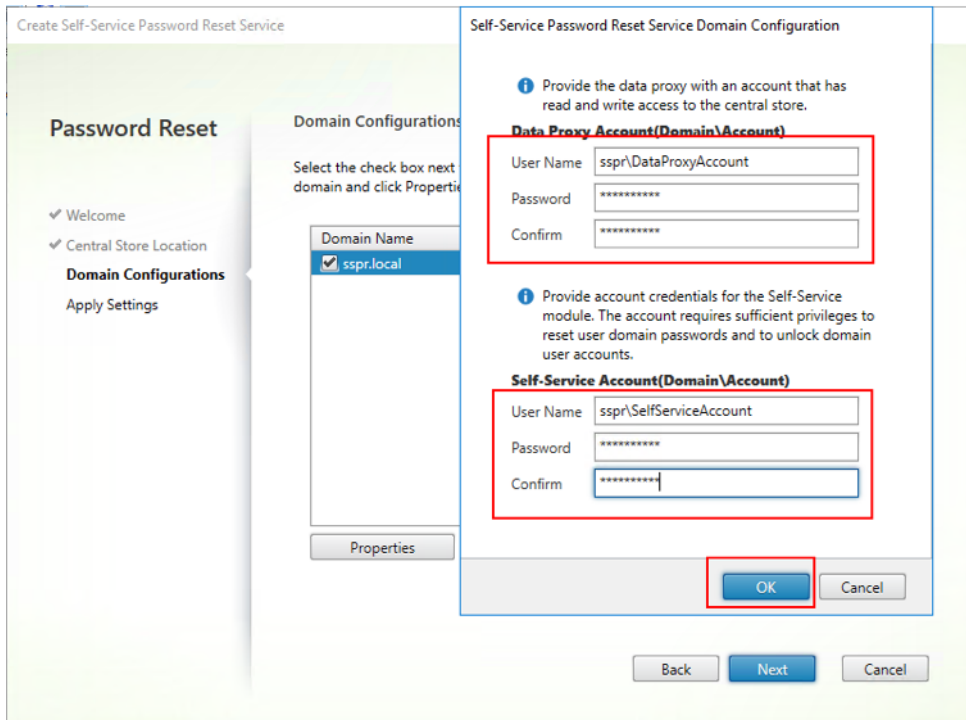 Create Self-Service Password Reset Service
Password Reset
Welcome
Central Store Location
Domain Configurations
Apply Settings
Domain Configurations
Select the check box next
domain and click Properti
Domain Name
sspr.local
Properties
Back
Next
Cancel
Self-Service Password Reset Service Domain Configuration
Provide the data proxy with an account that has
read and write access to the central store.
Data Proxy Account(Domain\Account)
User Name sspr\DataProxyAccount
Password **********
Confirm **********
Provide account credentials for the Self-Service
module. The account requires sufficient privileges to
reset user domain passwords and to unlock domain
user accounts.
Self-Service Account(Domain\Account)
User Name sspr\SelfServiceAccount
Password **********
Confirm **********
OK
Cancel